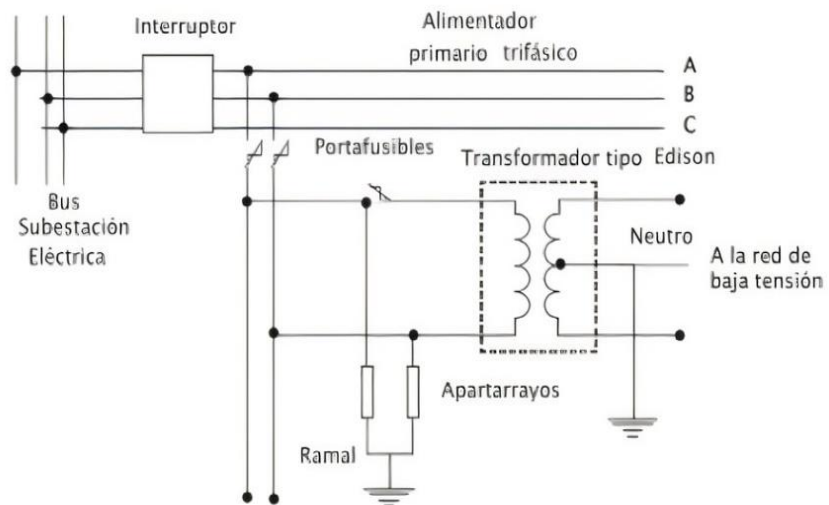 Interruptor
Alimentador
primario trifásico
A
B
C
Portafusibles
Transformador tipo Edison
Bus
Subestación
Eléctrica
Neutro
A la red de
baja tensión
Apartarrayos
Ramal